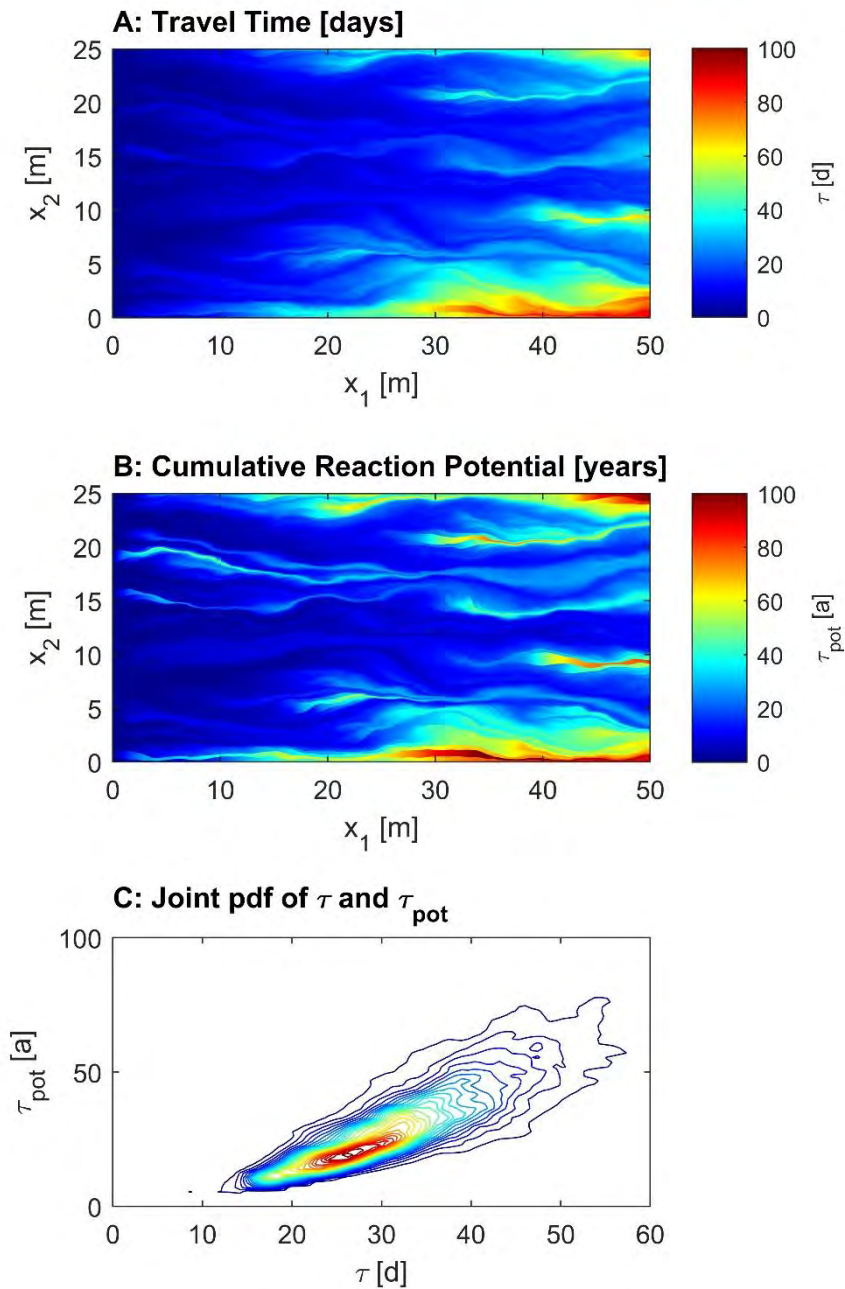 A: Travel Time [days]
25
20
15
10
5
0
x2 [m]
0 10 20 30 40 50
x1 [m]
100
80
60
40
20
0
τ [d]
B: Cumulative Reaction Potential [years]
25
20
15
10
5
0
x2 [m]
0 10 20 30 40 50
x1 [m]
100
80
60
40
20
0
τpot [a]
C: Joint pdf of τ and τpot
100
50
0
τpot [a]
0 10 20 30 40 50 60
τ [d]